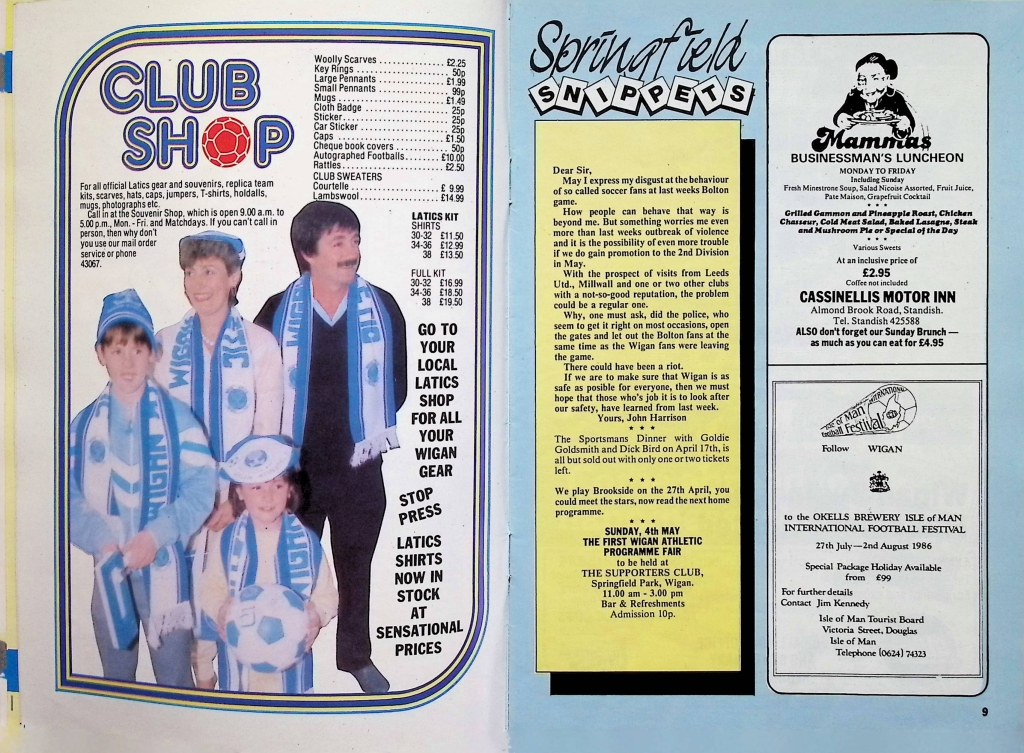 CLUB
SHOP
Woolly Scarves £2.25
Key Rings 50p
Large Pennants £1.99
Small Pennants 99p
Mugs £1.49
Cloth Badge 25p
Sticker 25p
Car Sticker 25p
Caps £1.50
Cheque book covers 50p
Autographed Footballs £10.00
Rattles £2.50
CLUB SWEATERS
Courtelle £ 9.99
Lambswool £14.99
For all official Latics gear and souvenirs, replica team
kits, scarves, hats, caps, jumpers, T-shirts, holdalls,
mugs, photographs etc.
Call in at the Souvenir Shop, which is open 9.00 a.m. to
5.00 p.m., Mon. - Fri. and Matchdays. If you can't call in
person, then why don't
you use our mail order
service or phone
43067.
LATICS KIT
SHIRTS
30-32 £11.50
34-36 £12.99
38 £13.50
FULL KIT
30-32 £16.99
34-36 £18.50
38 £19.50
GO TO
YOUR
LOCAL
LATICS
SHOP
FOR ALL
YOUR
WIGAN
GEAR
STOP
PRESS
LATICS
SHIRTS
NOW IN
STOCK
AT
SENSATIONAL
PRICES
WIGAN
WIGAN
Springfield
SNIPPETS
Dear Sir,
May I express my disgust at the behaviour
of so called soccer fans at last weeks Bolton
game.
How people can behave that way is
beyond me. But something worries me even
more than last weeks outbreak of violence
and it is the possibility of even more trouble
if we do gain promotion to the 2nd Division
in May.
With the prospect of visits from Leeds
Utd., Millwall and one or two other clubs
with a not-so-good reputation, the problem
could be a regular one.
Why, one must ask, did the police, who
seem to get it right on most occasions, open
the gates and let out the Bolton fans at the
same time as the Wigan fans were leaving
the game.
There could have been a riot.
If we are to make sure that Wigan is as
safe as posible for everyone, then we must
hope that those who's job it is to look after
our safety, have learned from last week.
Yours, John Harrison
★ ★ ★
The Sportsmans Dinner with Goldie
Goldsmith and Dick Bird on April 17th, is
all but sold out with only one or two tickets
left.
★ ★ ★
We play Brookside on the 27th April, you
could meet the stars, now read the next home
programme.
★ ★ ★
SUNDAY, 4th MAY
THE FIRST WIGAN ATHLETIC
PROGRAMME FAIR
to be held at
THE SUPPORTERS CLUB,
Springfield Park, Wigan.
11.00 am - 3.00 pm
Bar & Refreshments
Admission 10p.
Mammas
BUSINESSMAN'S LUNCHEON
MONDAY TO FRIDAY
Including Sunday
Fresh Minestrone Soup, Salad Nicoise Assorted, Fruit Juice,
Pate Maison, Grapefruit Cocktail
★ ★ ★
Grilled Gammon and Pineapple Roast, Chicken
Chasseur, Cold Meat Salad, Baked Lasagne, Steak
and Mushroom Pie or Special of the Day
★ ★ ★
Various Sweets
At an inclusive price of
£2.95
Coffee not included
CASSINELLIS MOTOR INN
Almond Brook Road, Standish.
Tel. Standish 425588
ALSO don't forget our Sunday Brunch —
as much as you can eat for £4.95
Isle of Man INTERNATIONAL
Football Festival
Follow WIGAN
to the OKELLS BREWERY ISLE of MAN
INTERNATIONAL FOOTBALL FESTIVAL
27th July—2nd August 1986
Special Package Holiday Available
from £99
For further details
Contact Jim Kennedy
Isle of Man Tourist Board
Victoria Street, Douglas
Isle of Man
Telephone (0624) 74323
9